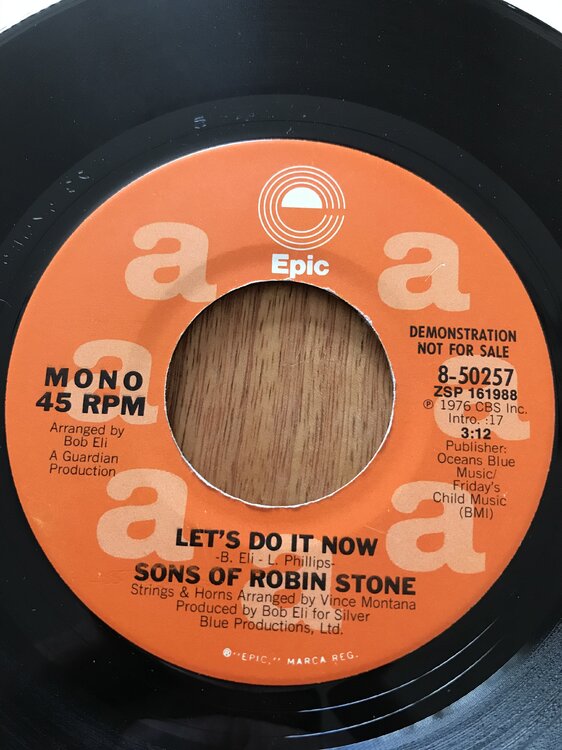 Epic
a a
a a
a a
a
DEMONSTRATION
NOT FOR SALE
8-50257
ZSP 161988
℗ 1976 CBS Inc.
Intro. :17
3:12
Publisher:
Oceans Blue
Music/
Friday's
Child Music
(BMI)
MONO
45 RPM
Arranged by
Bob Eli
A Guardian
Production
LET'S DO IT NOW
-B. Eli - L. Phillips-
SONS OF ROBIN STONE
Strings & Horns Arranged by Vince Montana
Produced by Bob Eli for Silver
Blue Productions, Ltd.
® "EPIC," MARCA REG.